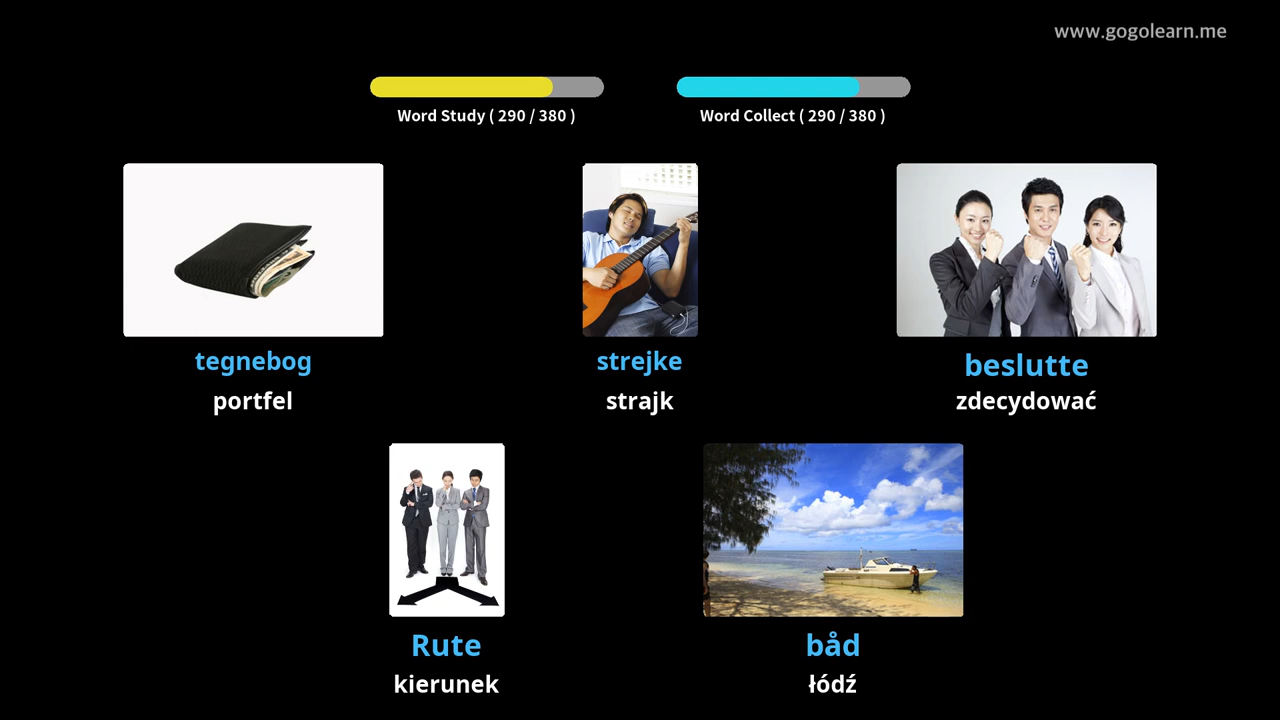 www.gogolearn.me
Word Study ( 290 / 380 )
Word Collect ( 290 / 380 )
tegnebog
portfel
strejke
strajk
beslutte
zdecydować
Rute
kierunek
båd
łódź